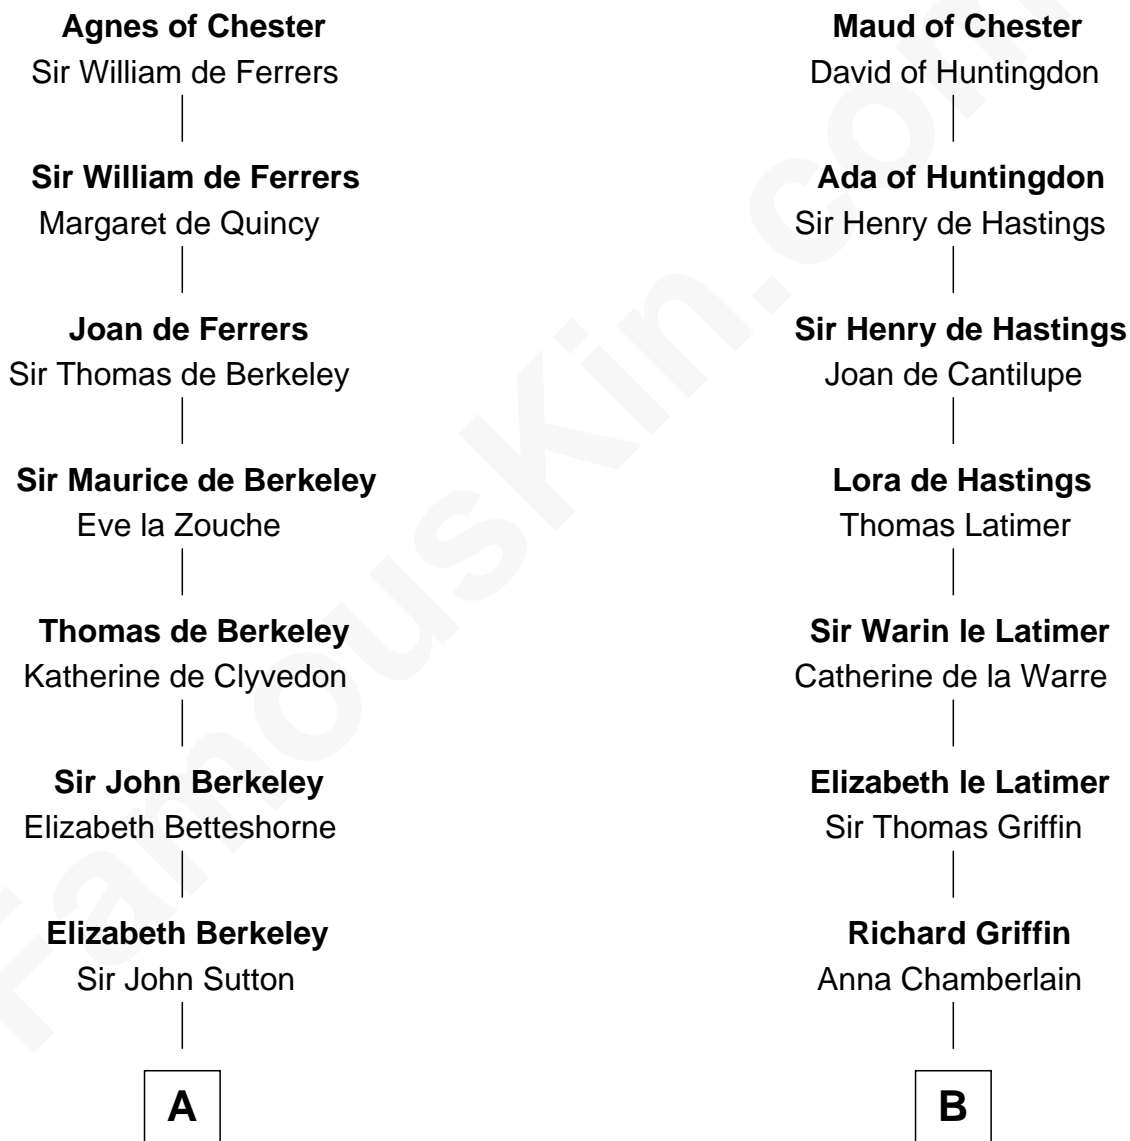 Agnes of Chester
Sir William de Ferrers
Sir William de Ferrers
Margaret de Quincy
Joan de Ferrers
Sir Thomas de Berkeley
Sir Maurice de Berkeley
Eve la Zouche
Thomas de Berkeley
Katherine de Clyvedon
Sir John Berkeley
Elizabeth Betteshorne
Elizabeth Berkeley
Sir John Sutton
A
Maud of Chester
David of Huntingdon
Ada of Huntingdon
Sir Henry de Hastings
Sir Henry de Hastings
Joan de Cantilupe
Lora de Hastings
Thomas Latimer
Sir Warin le Latimer
Catherine de la Warre
Elizabeth le Latimer
Sir Thomas Griffin
Richard Griffin
Anna Chamberlain
B
FamousKin.com